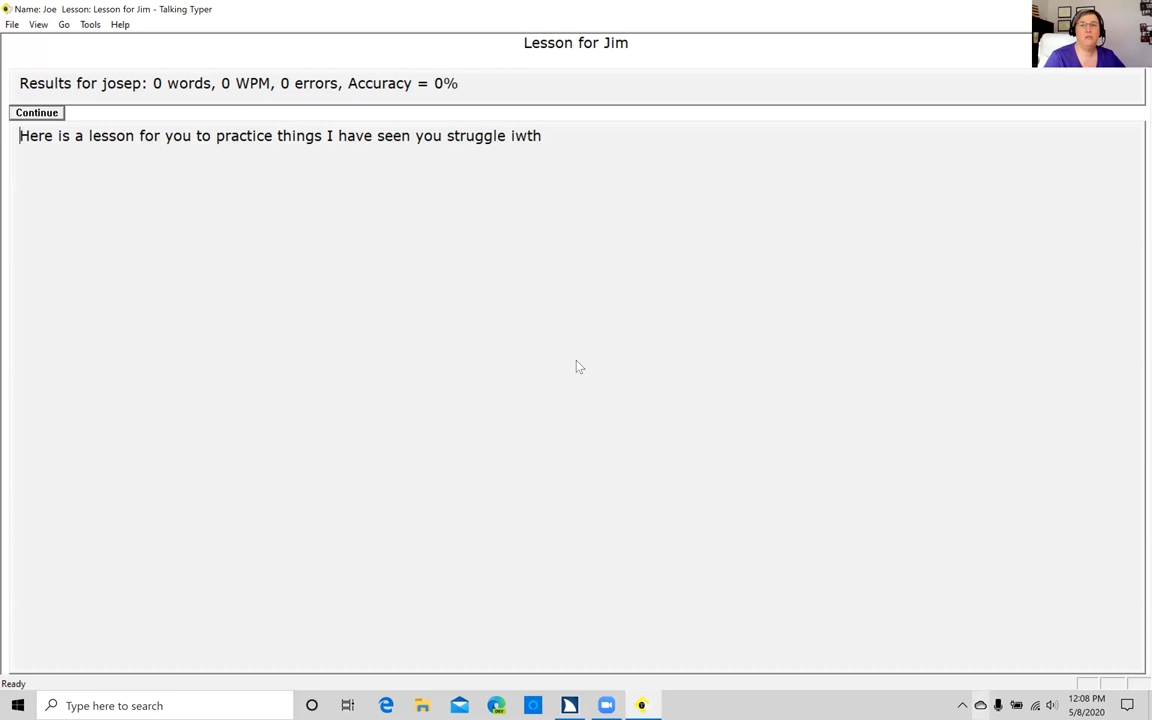 Name: Joe  Lesson: Lesson for Jim - Talking Typer
File View Go Tools Help
Lesson for Jim
Results for josep: 0 words, 0 WPM, 0 errors, Accuracy = 0%
Continue
Here is a lesson for you to practice things I have seen you struggle iwth
Ready
Type here to search
DEV
12:08 PM
5/8/2020